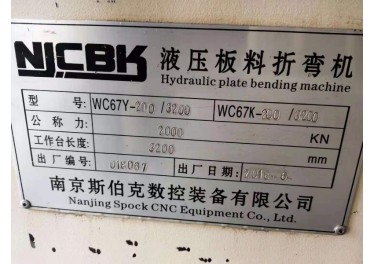 NJCBK 液压板料折弯机
Hydraulic plate bending machine
型 号: WC67Y-200/3200 WC67K-200/3200
公 称 力: 2000 KN
工作台长度: 3200 mm
出厂编号: 出厂日期:
南京斯伯克数控装备有限公司
Nanjing Spock CNC Equipment Co., Ltd.